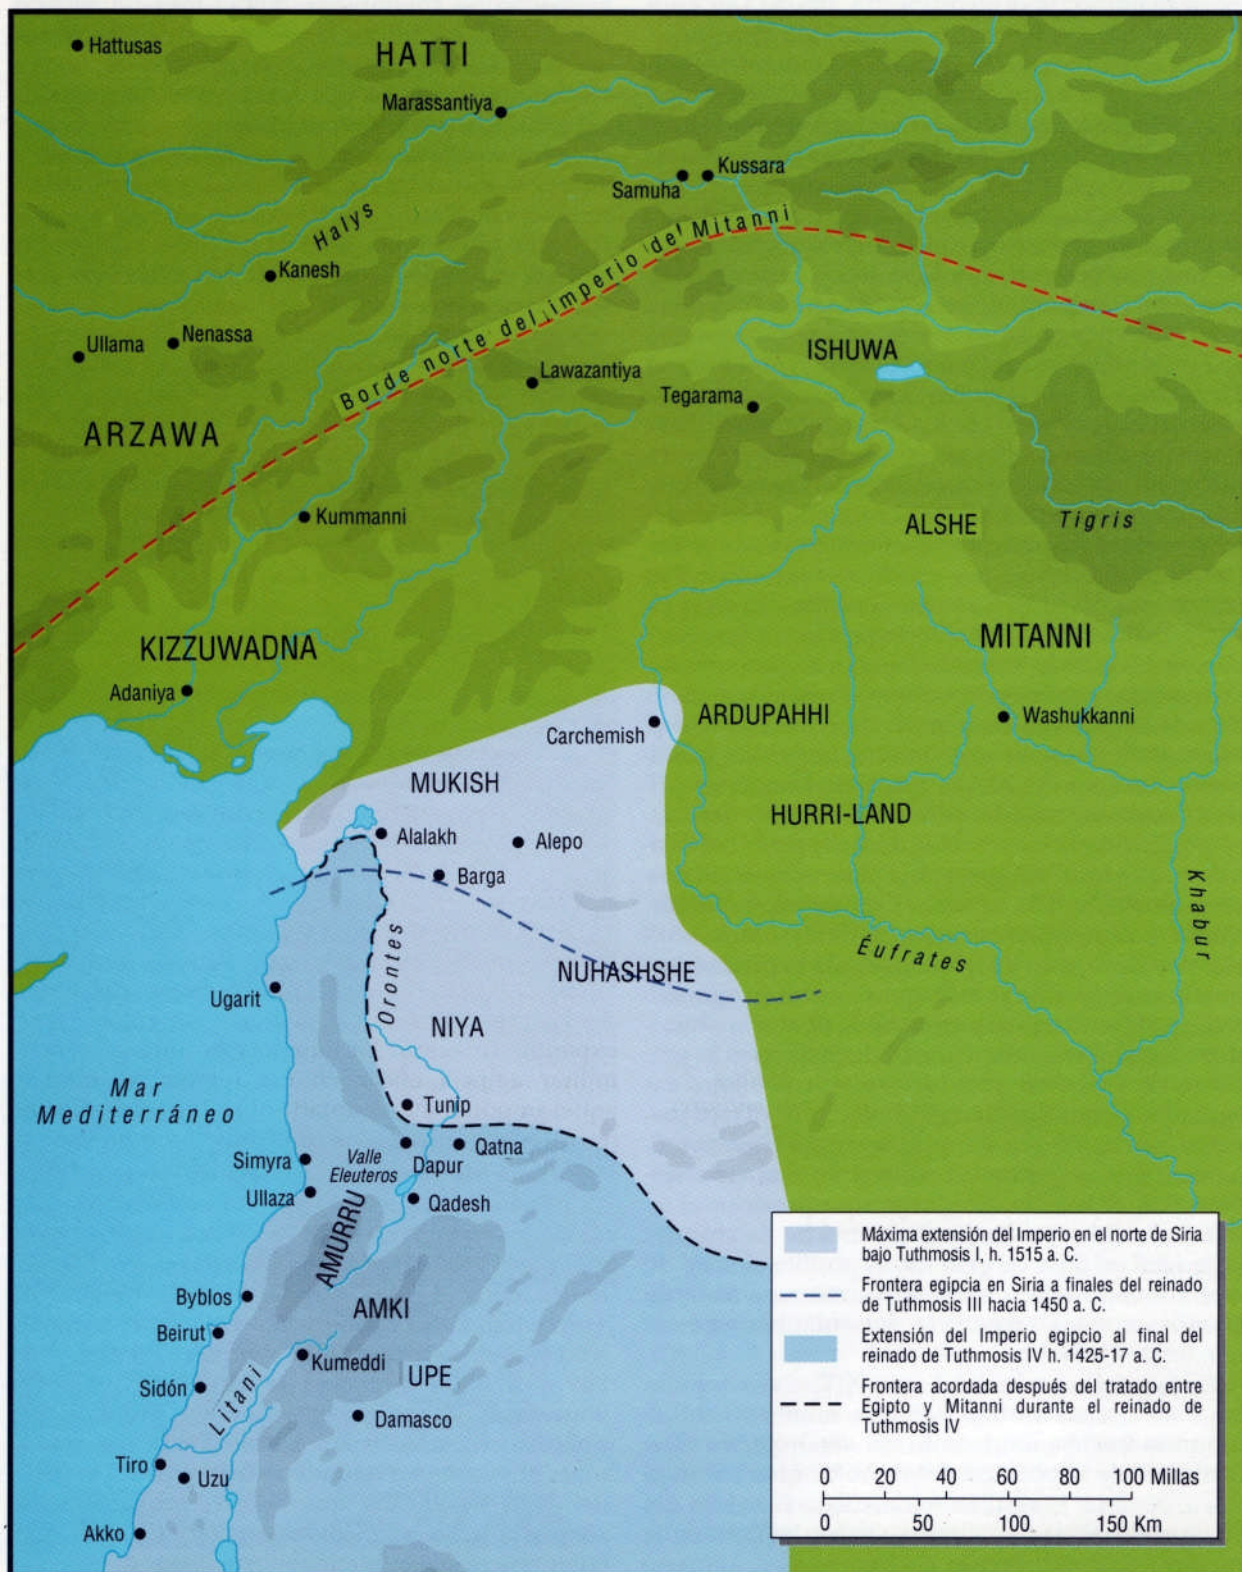 Hattusas
HATTI
Marassantiya
Kussara
Samuha
Halys
Borde norte del imperio de Mitanni
Kanesh
Ullama
Nenassa
ISHUWA
Lawazantiya
Tegarama
ARZAWA
Kummanni
ALSHE
Tigris
KIZZUWADNA
MITANNI
Adaniya
Carchemish
ARDUPAHHI
Washukkanni
MUKISH
HURRI-LAND
Alalakh
Alepo
Barga
Khabur
Orontes
Éufrates
NUHASHSHE
Ugarit
NIYA
Mar
Mediterráneo
Tunip
Simyra
Valle
Eleuteros
Dapur
Qatna
Ullaza
AMURRU
Qadesh
Byblos
AMKI
Beirut
Kumeddi
UPE
Sidón
Litani
Damasco
Tiro
Uzu
Akko
Máxima extensión del Imperio en el norte de Siria
bajo Tuthmosis I, h. 1515 a. C.
Frontera egipcia en Siria a finales del reinado
de Tuthmosis III hacia 1450 a. C.
Extensión del Imperio egipcio al final del
reinado de Tuthmosis IV h. 1425-17 a. C.
Frontera acordada después del tratado entre
Egipto y Mitanni durante el reinado de
Tuthmosis IV
0 20 40 60 80 100 Millas
0 50 100 150 Km